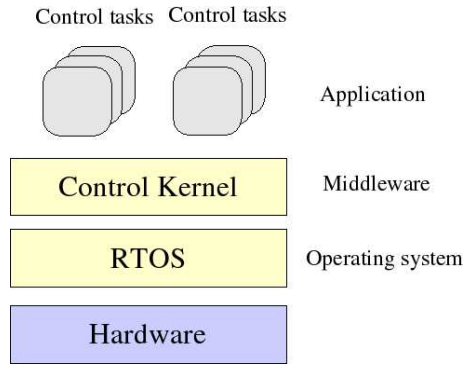 Control tasks
Control tasks
Application
Control Kernel
Middleware
RTOS
Operating system
Hardware